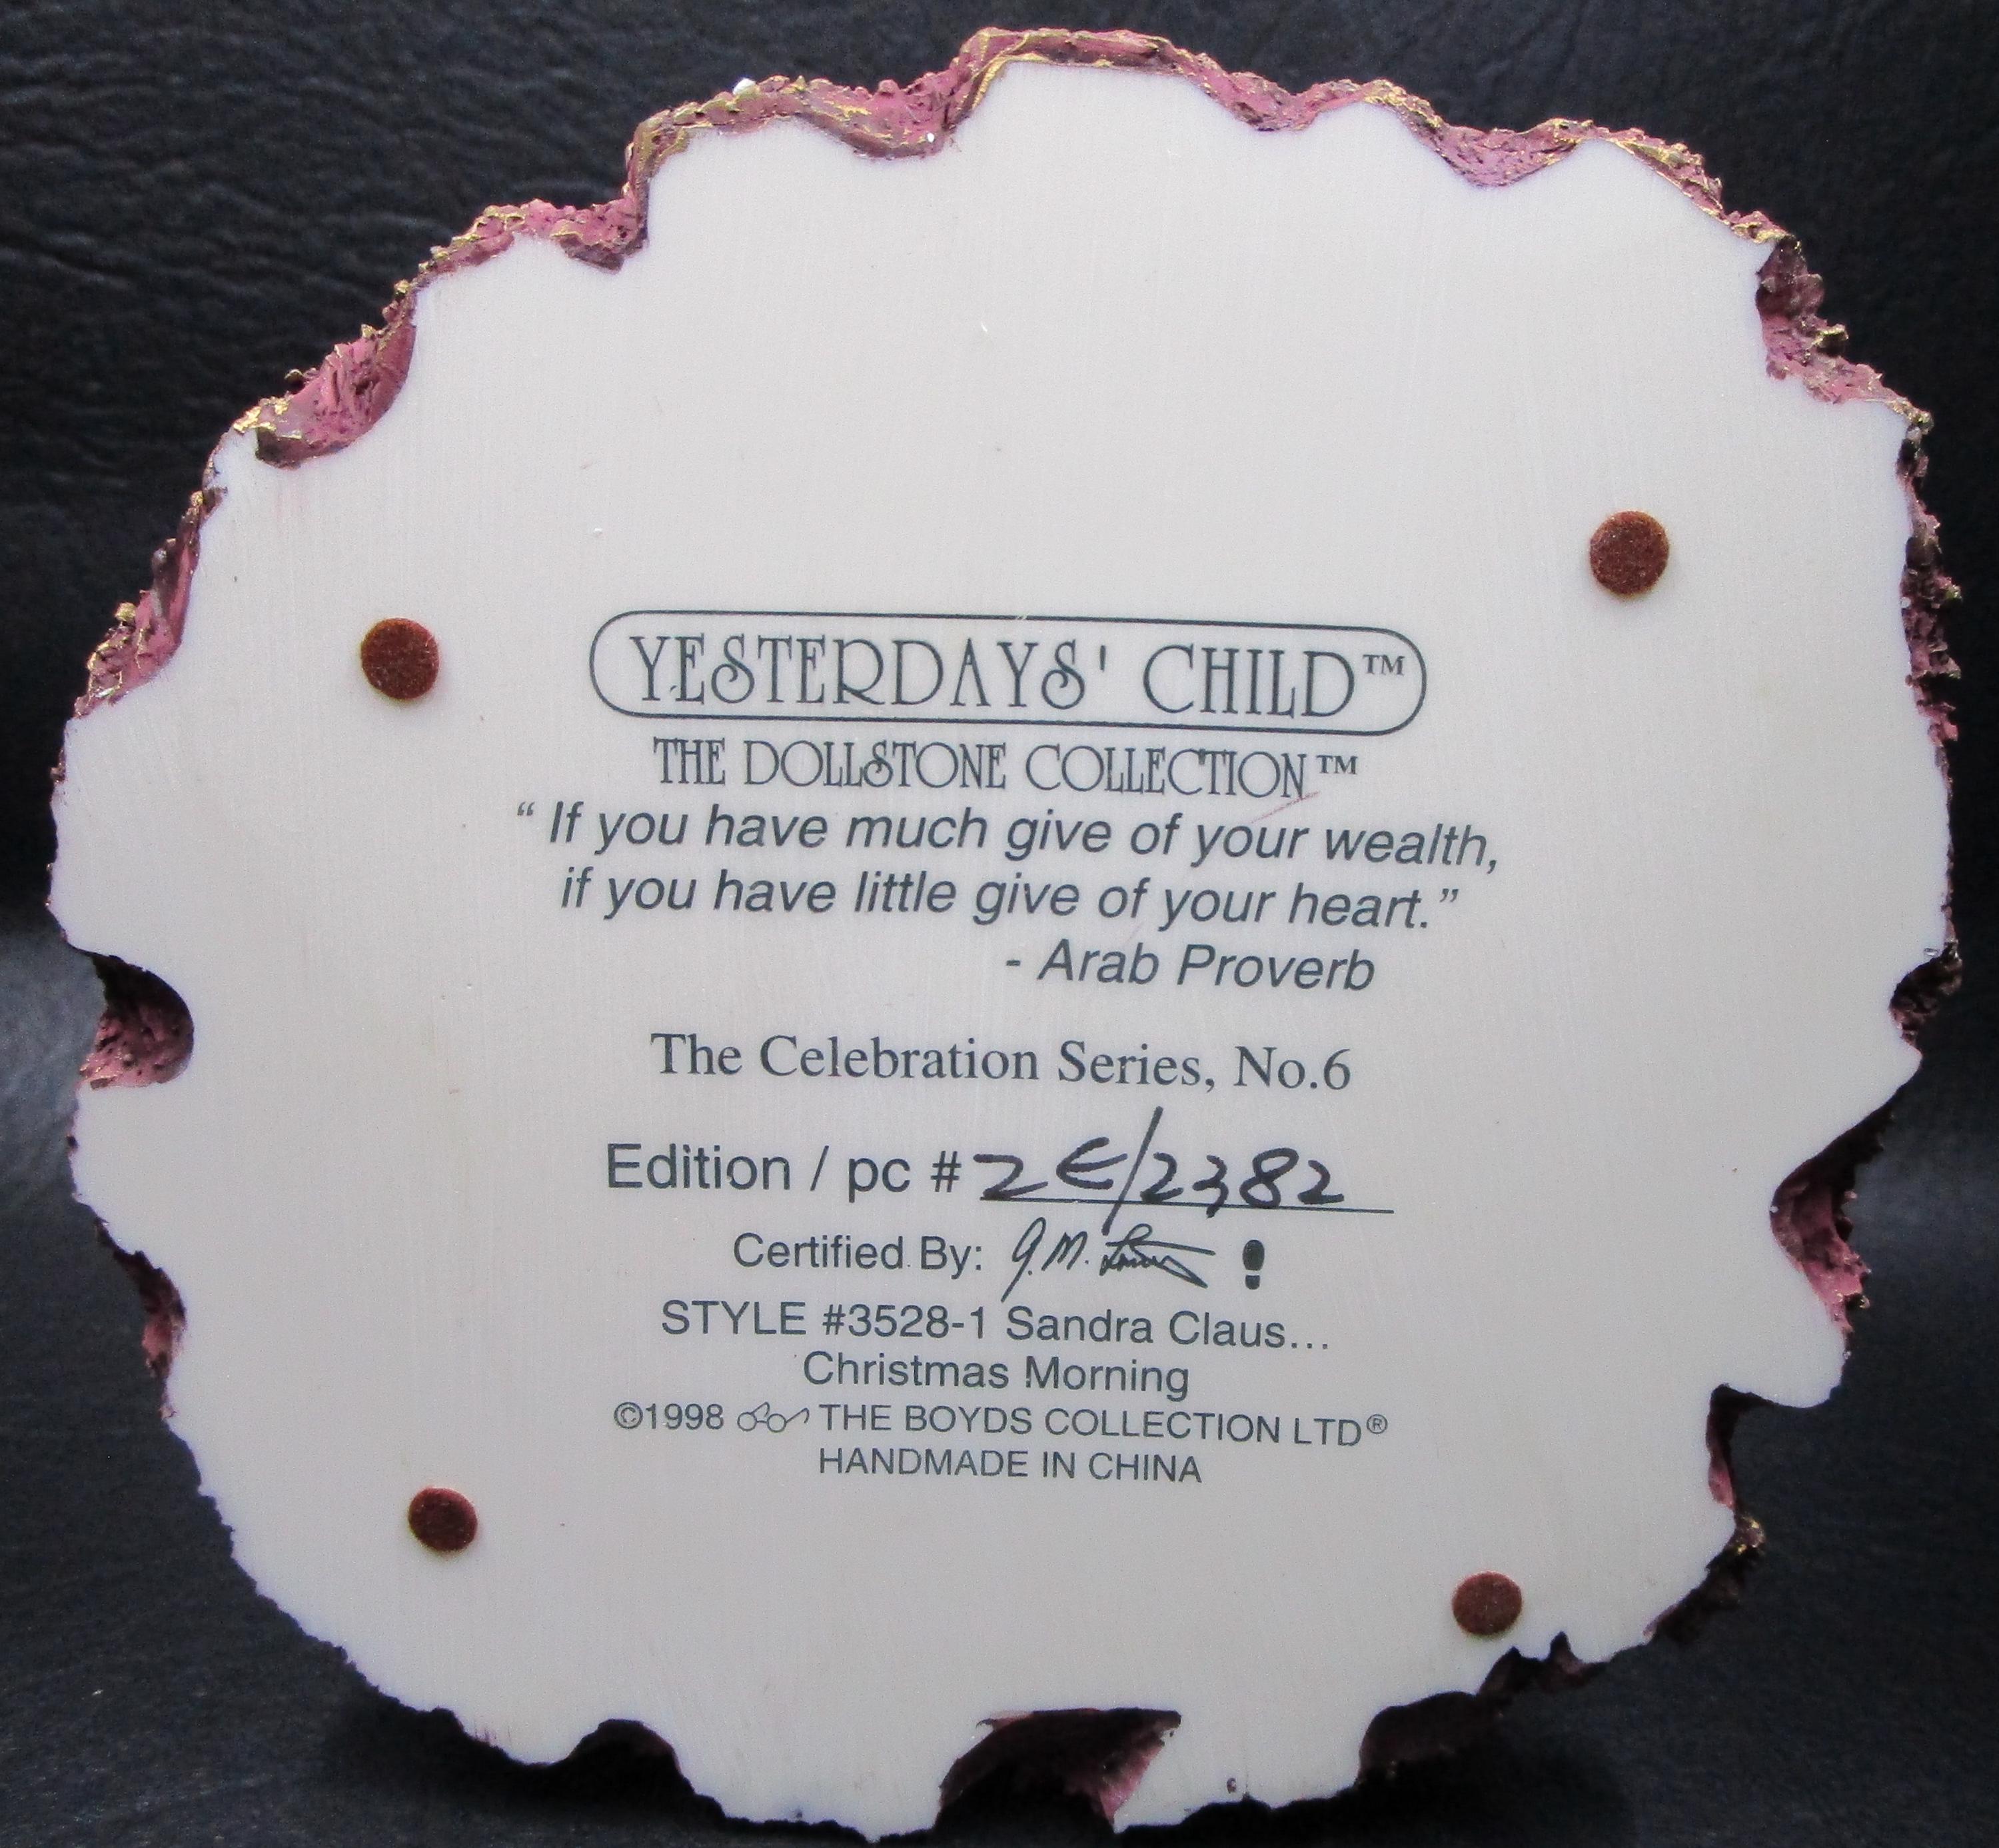 YESTERDAYS' CHILD™
THE DOLLSTONE COLLECTION™
“ If you have much give of your wealth,
if you have little give of your heart.”
- Arab Proverb
The Celebration Series, No.6
Edition / pc # 2E/2382
Certified By: G.M.
STYLE #3528-1 Sandra Claus...
Christmas Morning
©1998 THE BOYDS COLLECTION LTD®
HANDMADE IN CHINA